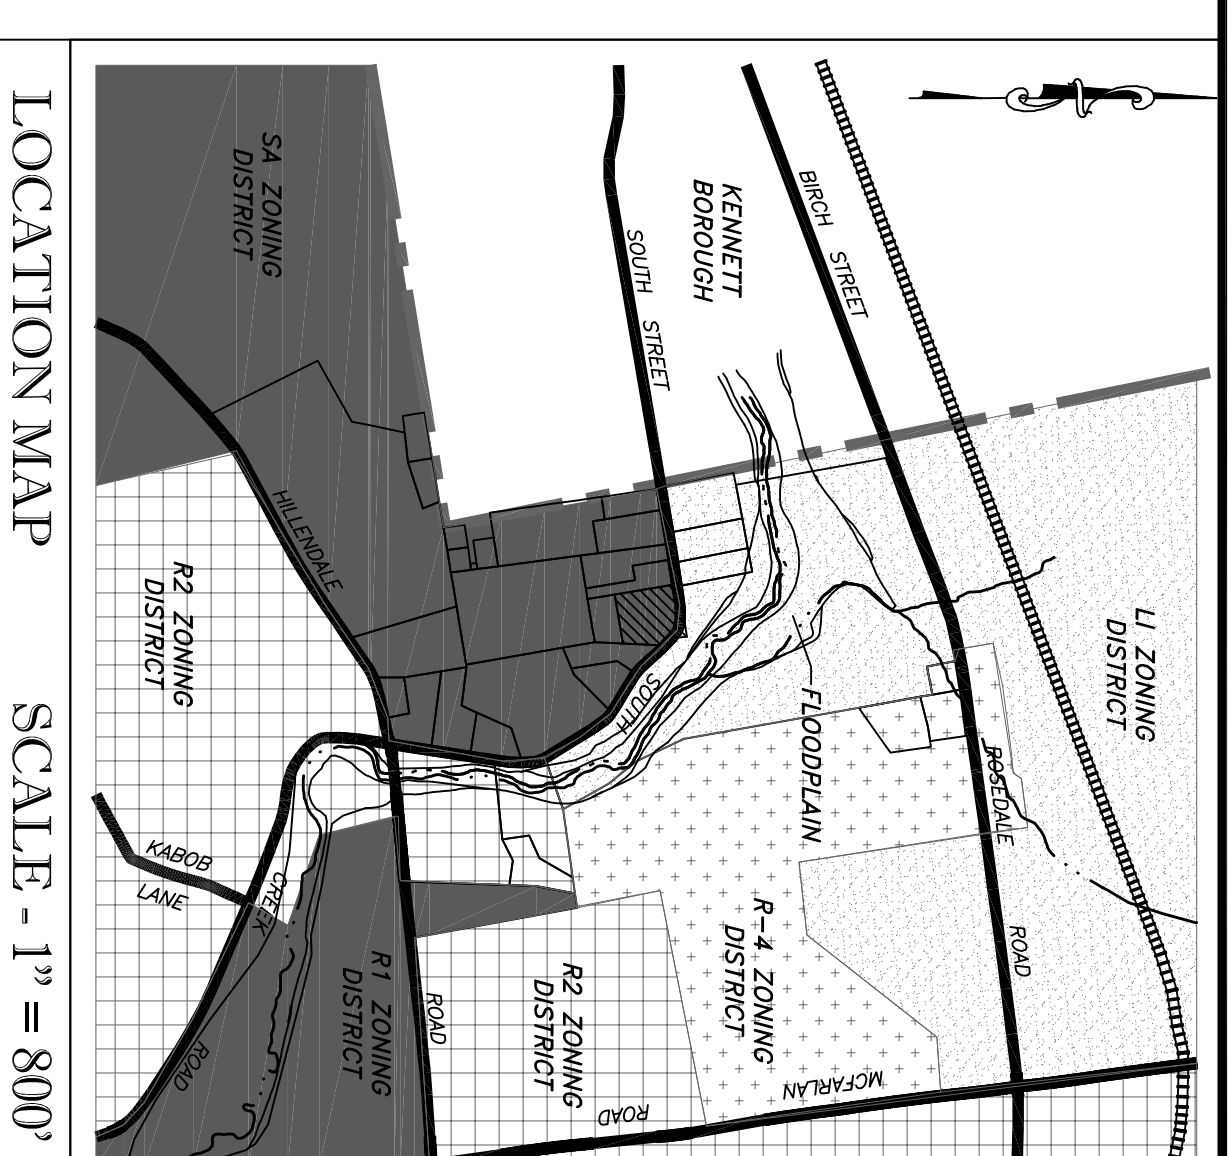 KENNETT
BOROUGH
BIRCH STREET
SOUTH STREET
SA ZONING
DISTRICT
LI ZONING
DISTRICT
HILLENDALE
R2 ZONING
DISTRICT
FLOODPLAIN
SOUTH
ROSEDALE
ROAD
KABOB
LANE
CREEK
ROAD
R1 ZONING
DISTRICT
ROAD
R2 ZONING
DISTRICT
R-4 ZONING
DISTRICT
MCFARLAN
ROAD
LOCATION MAP SCALE - 1" = 800'